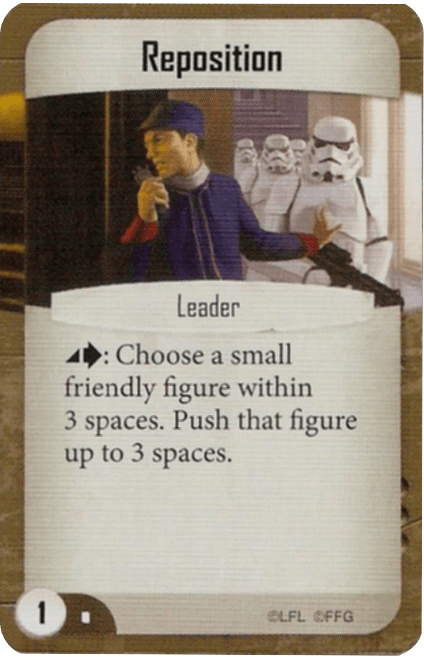 Reposition
Leader
: Choose a small
friendly figure within
3 spaces. Push that figure
up to 3 spaces.
1
©LFL ©FFG